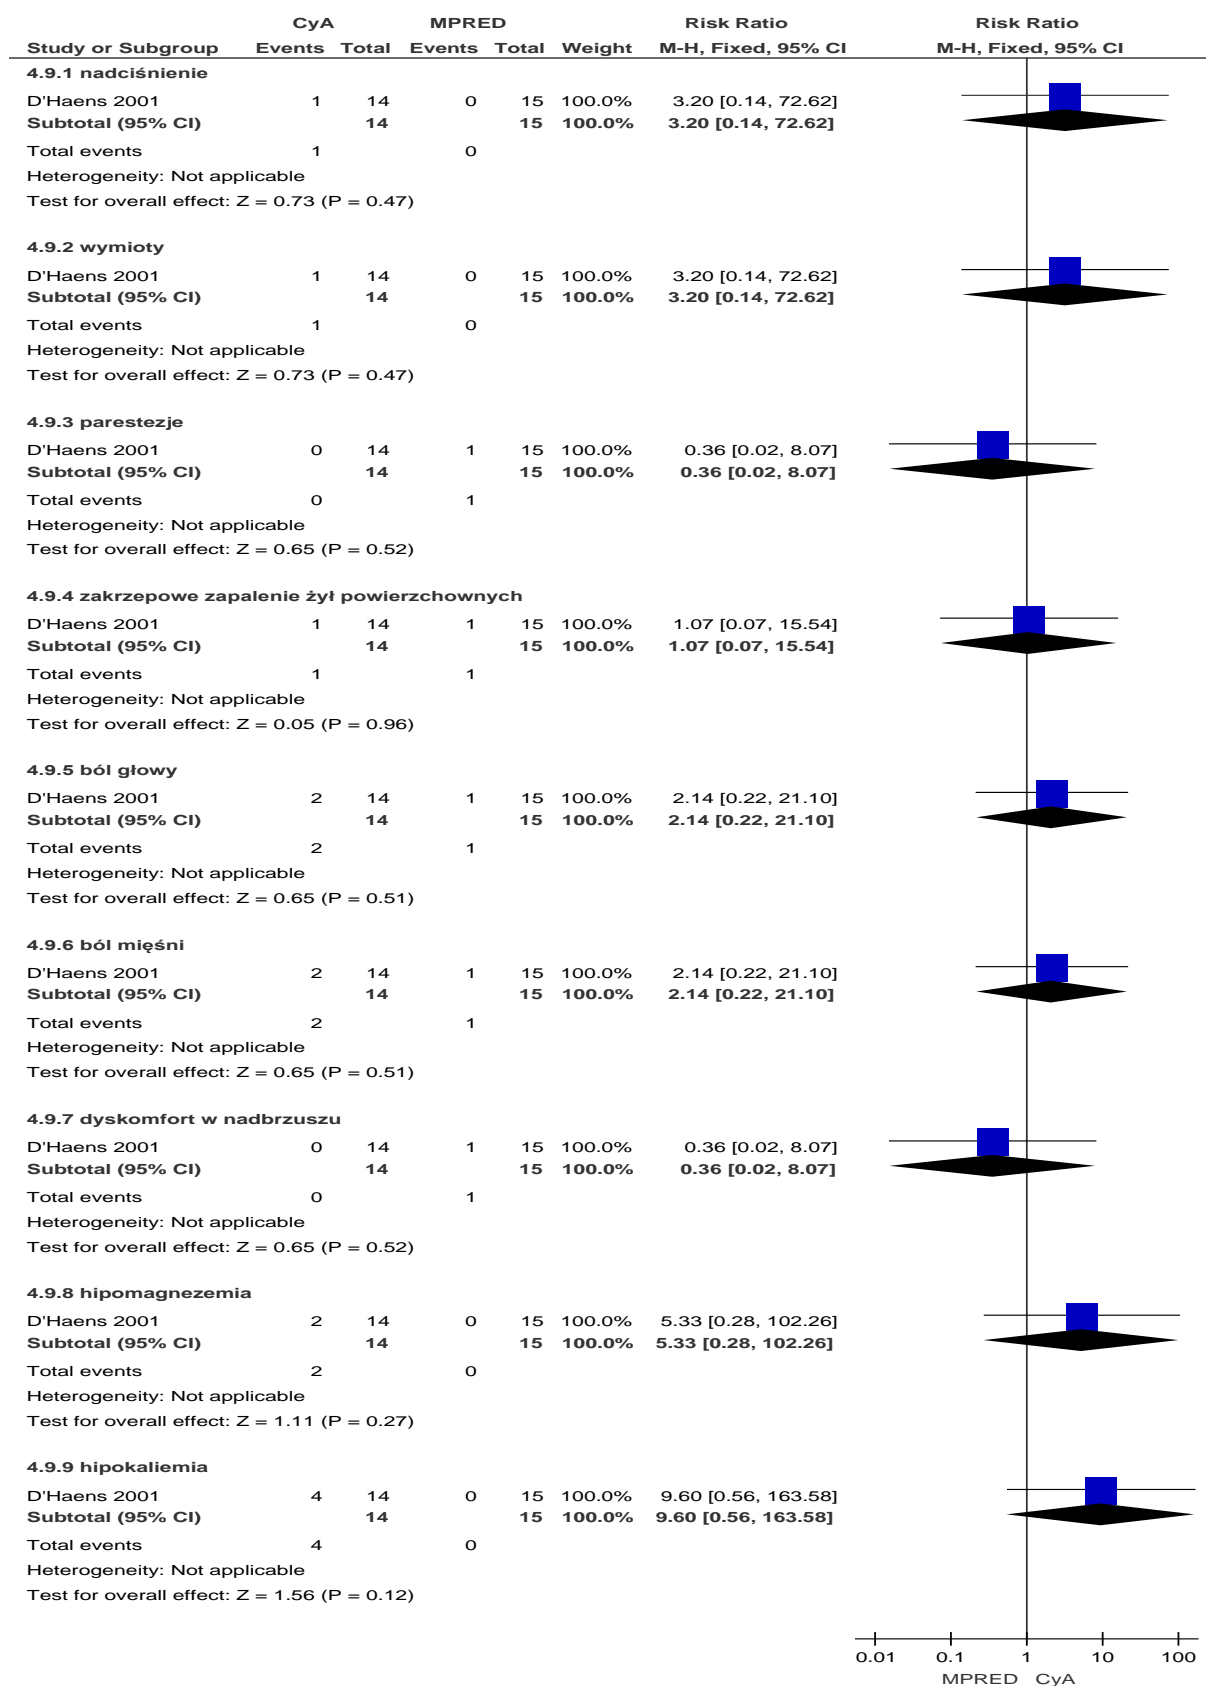 CyA MPRED Risk Ratio Risk Ratio
Study or Subgroup Events Total Events Total Weight M-H, Fixed, 95% CI M-H, Fixed, 95% CI
4.9.1 nadciśnienie
D'Haens 2001 1 14 0 15 100.0% 3.20 [0.14, 72.62]
Subtotal (95% CI) 14 15 100.0% 3.20 [0.14, 72.62]
Total events 1 0
Heterogeneity: Not applicable
Test for overall effect: Z = 0.73 (P = 0.47)
4.9.2 wymioty
D'Haens 2001 1 14 0 15 100.0% 3.20 [0.14, 72.62]
Subtotal (95% CI) 14 15 100.0% 3.20 [0.14, 72.62]
Total events 1 0
Heterogeneity: Not applicable
Test for overall effect: Z = 0.73 (P = 0.47)
4.9.3 parestezje
D'Haens 2001 0 14 1 15 100.0% 0.36 [0.02, 8.07]
Subtotal (95% CI) 14 15 100.0% 0.36 [0.02, 8.07]
Total events 0 1
Heterogeneity: Not applicable
Test for overall effect: Z = 0.65 (P = 0.52)
4.9.4 zakrzepowe zapalenie żył powierzchownych
D'Haens 2001 1 14 1 15 100.0% 1.07 [0.07, 15.54]
Subtotal (95% CI) 14 15 100.0% 1.07 [0.07, 15.54]
Total events 1 1
Heterogeneity: Not applicable
Test for overall effect: Z = 0.05 (P = 0.96)
4.9.5 ból głowy
D'Haens 2001 2 14 1 15 100.0% 2.14 [0.22, 21.10]
Subtotal (95% CI) 14 15 100.0% 2.14 [0.22, 21.10]
Total events 2 1
Heterogeneity: Not applicable
Test for overall effect: Z = 0.65 (P = 0.51)
4.9.6 ból mięśni
D'Haens 2001 2 14 1 15 100.0% 2.14 [0.22, 21.10]
Subtotal (95% CI) 14 15 100.0% 2.14 [0.22, 21.10]
Total events 2 1
Heterogeneity: Not applicable
Test for overall effect: Z = 0.65 (P = 0.51)
4.9.7 dyskomfort w nadbrzuszu
D'Haens 2001 0 14 1 15 100.0% 0.36 [0.02, 8.07]
Subtotal (95% CI) 14 15 100.0% 0.36 [0.02, 8.07]
Total events 0 1
Heterogeneity: Not applicable
Test for overall effect: Z = 0.65 (P = 0.52)
4.9.8 hipomagnezemia
D'Haens 2001 2 14 0 15 100.0% 5.33 [0.28, 102.26]
Subtotal (95% CI) 14 15 100.0% 5.33 [0.28, 102.26]
Total events 2 0
Heterogeneity: Not applicable
Test for overall effect: Z = 1.11 (P = 0.27)
4.9.9 hipokaliemia
D'Haens 2001 4 14 0 15 100.0% 9.60 [0.56, 163.58]
Subtotal (95% CI) 14 15 100.0% 9.60 [0.56, 163.58]
Total events 4 0
Heterogeneity: Not applicable
Test for overall effect: Z = 1.56 (P = 0.12)
0.01 0.1 1 10 100
MPRED CyA